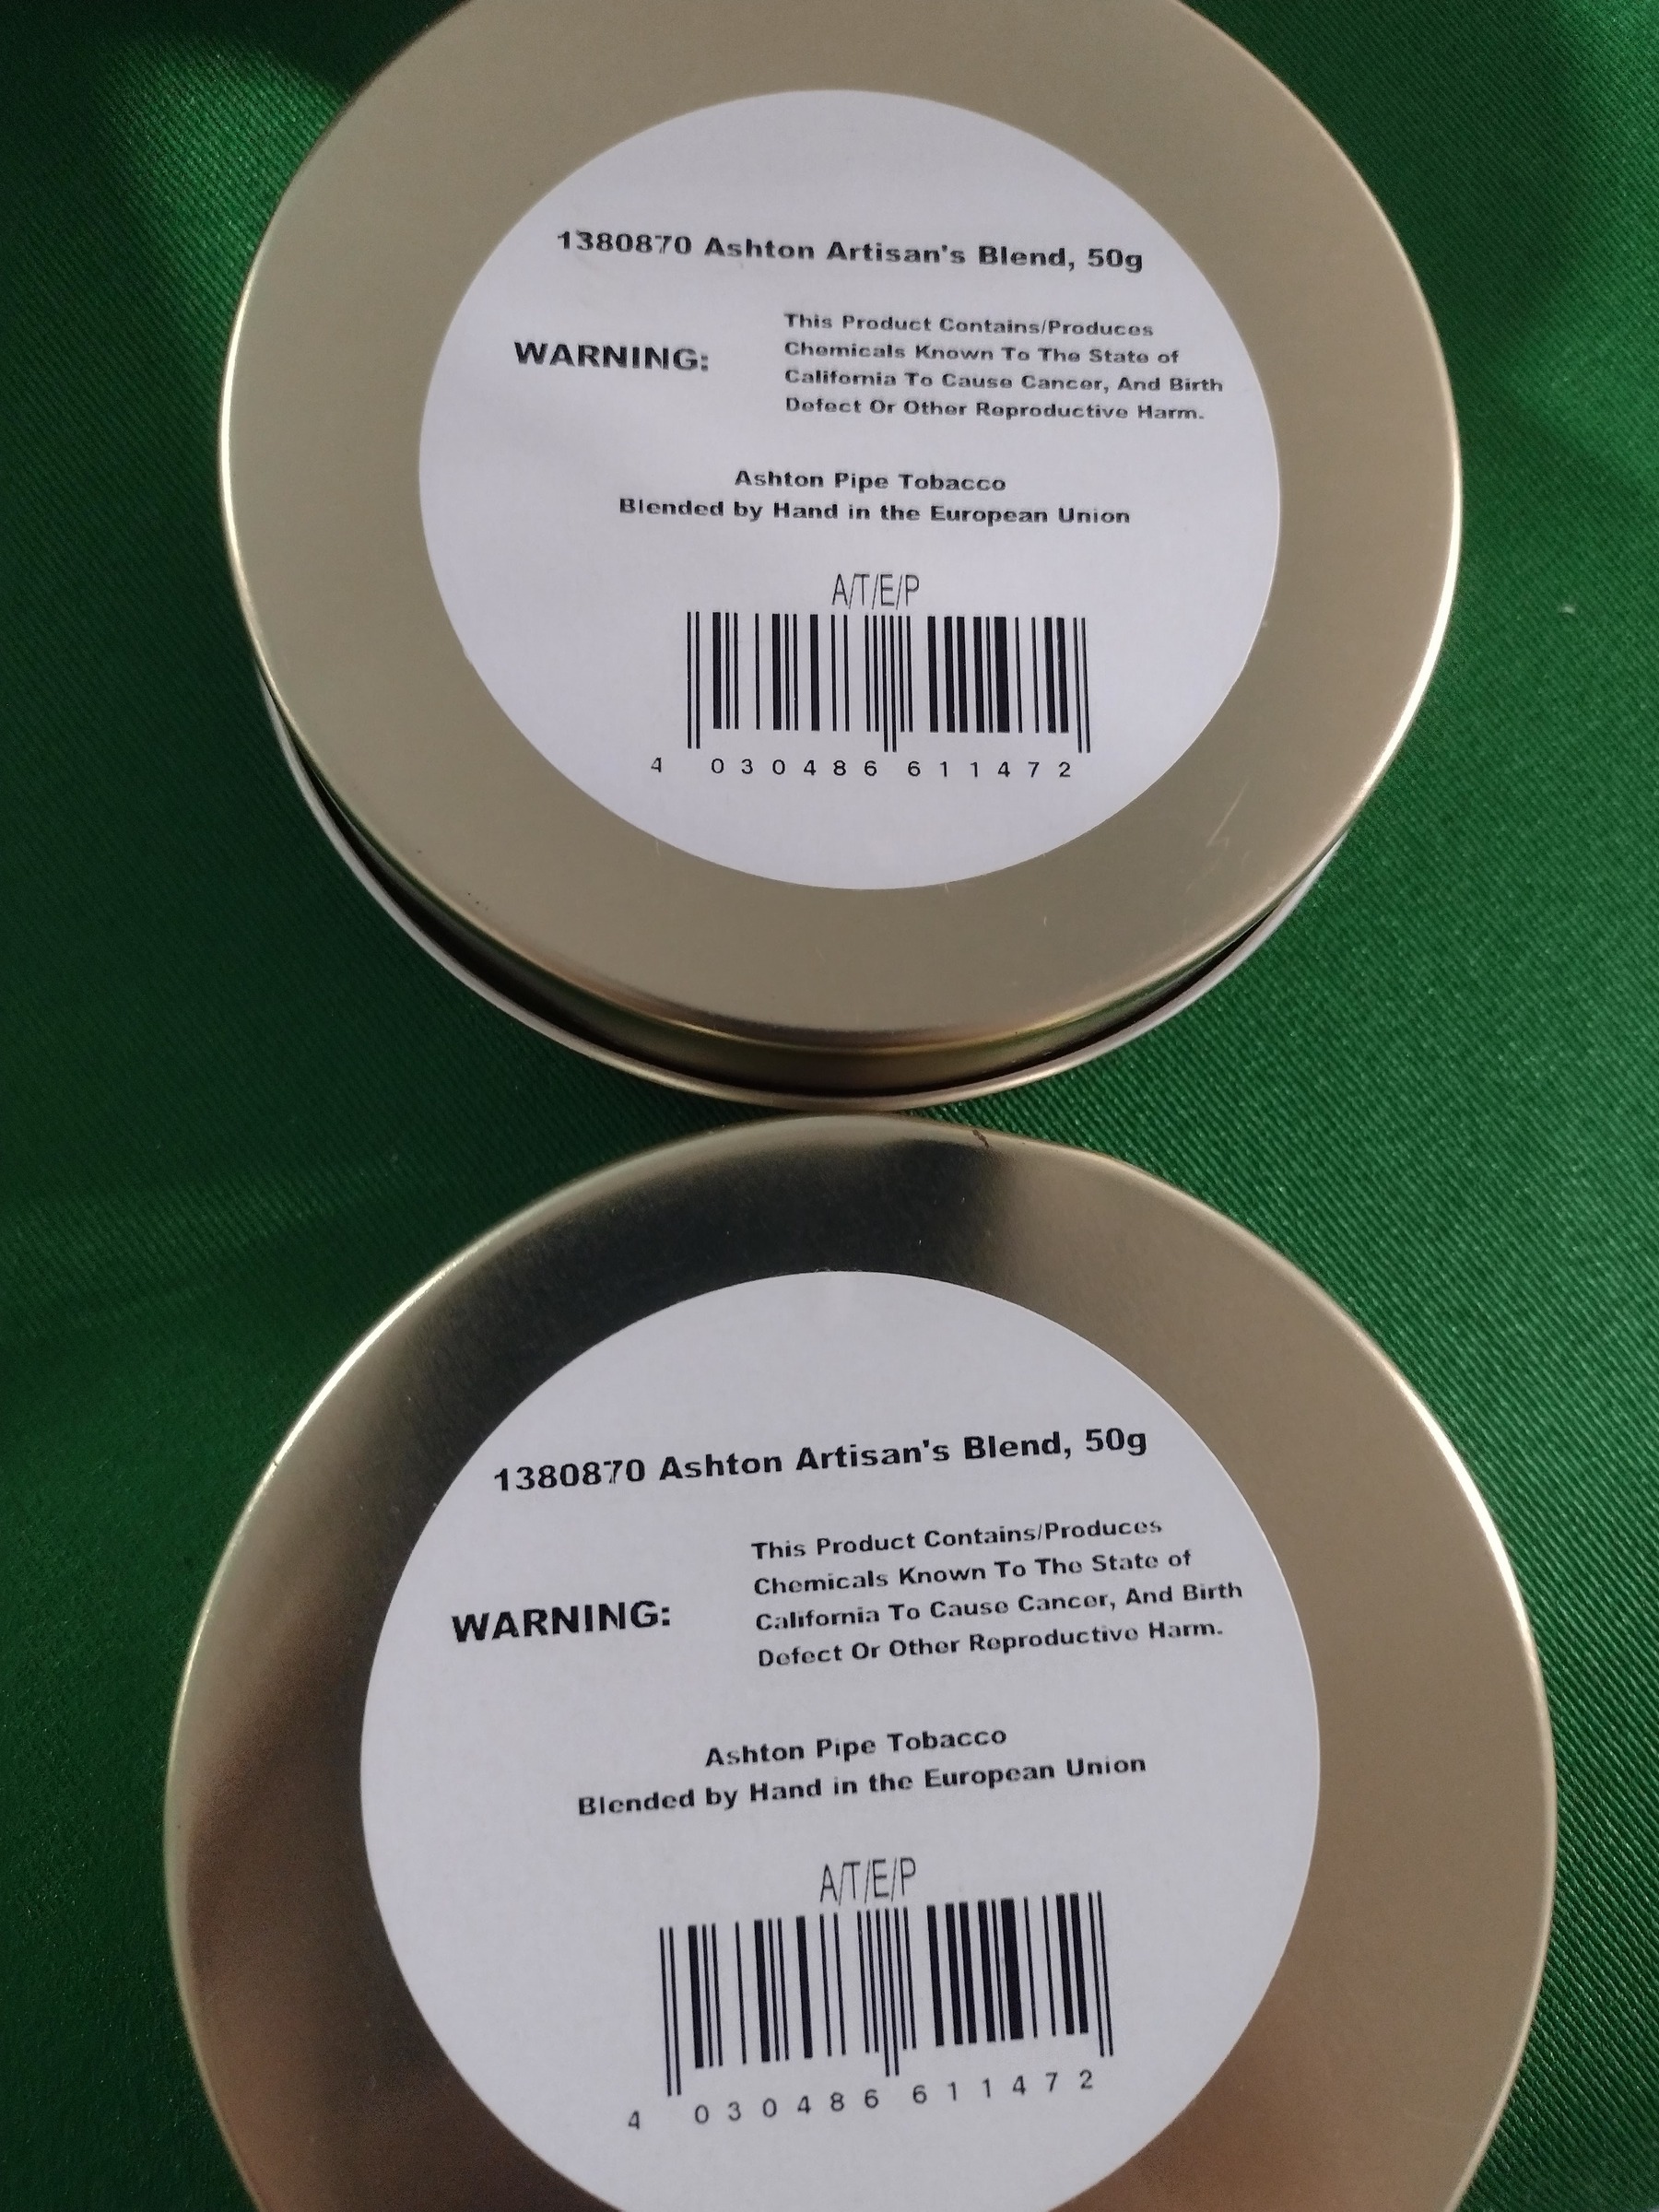 1380870 Ashton Artisan's Blend, 50g
WARNING:
This Product Contains/Produces
Chemicals Known To The State of
California To Cause Cancer, And Birth
Defect Or Other Reproductive Harm.
Ashton Pipe Tobacco
Blended by Hand in the European Union
A/T/E/P
4 030486 611472
1380870 Ashton Artisan's Blend, 50g
WARNING:
This Product Contains/Produces
Chemicals Known To The State of
California To Cause Cancer, And Birth
Defect Or Other Reproductive Harm.
Ashton Pipe Tobacco
Blended by Hand in the European Union
A/T/E/P
4 030486 611472